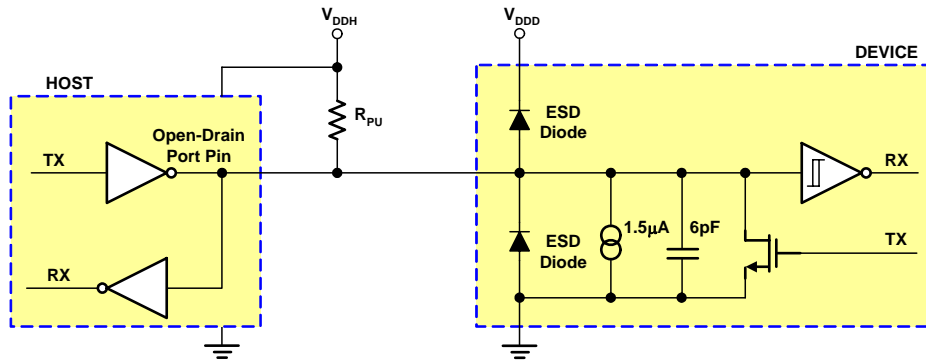 V_DDH
V_DDD
HOST
DEVICE
R_PU
ESD
Diode
Open-Drain
Port Pin
TX
RX
1.5μA
6pF
ESD
Diode
TX
RX